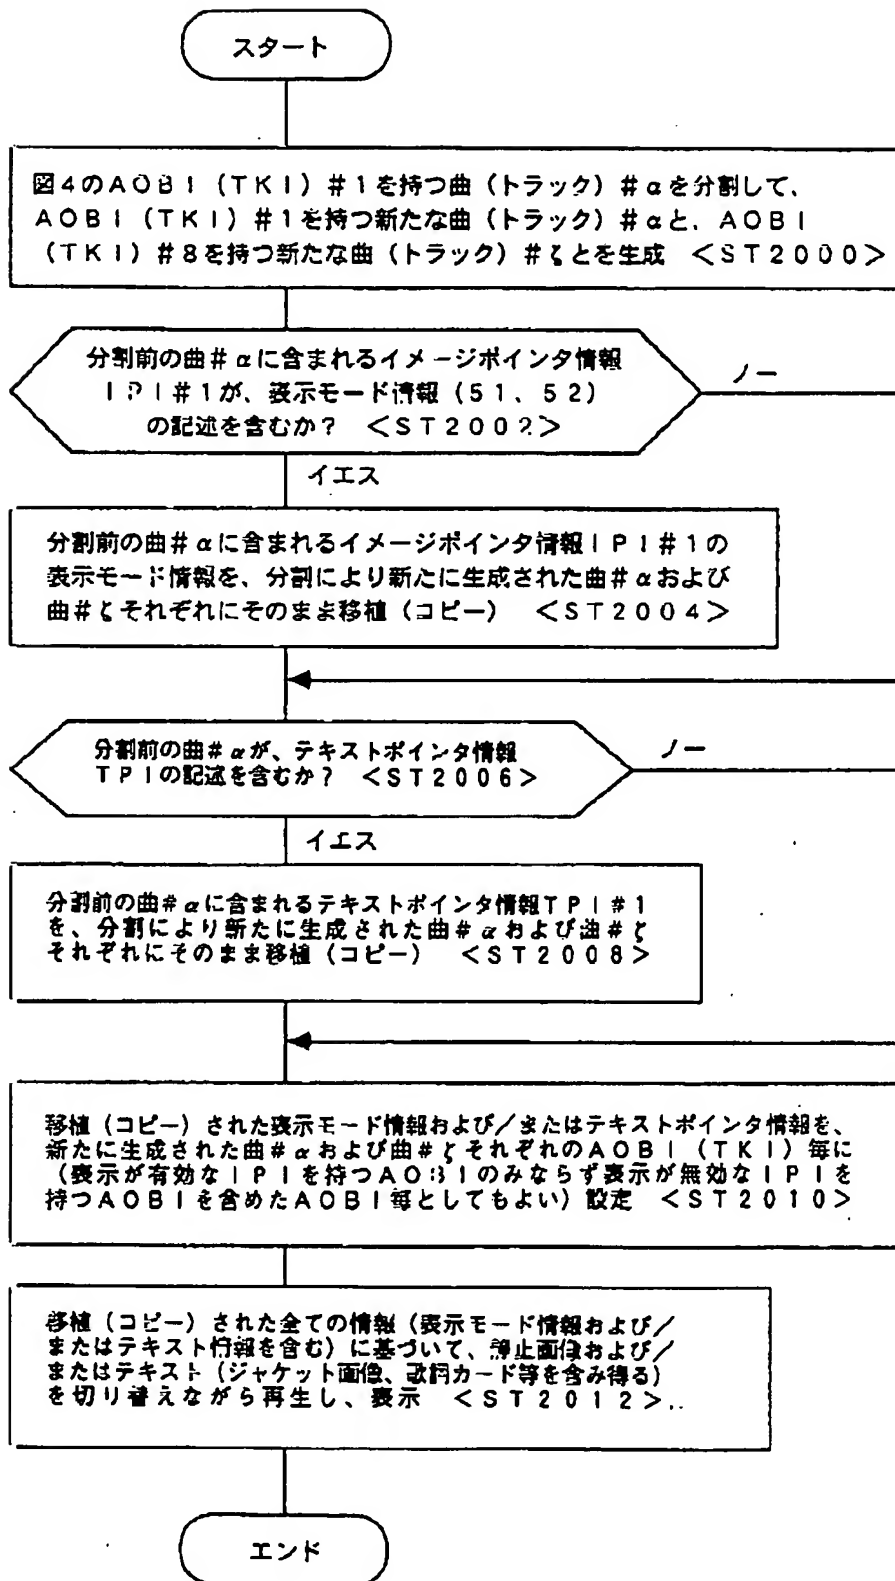 スタート
図4のAOBI(TKI)#1を持つ曲(トラック)#αを分割して、
AOBI(TKI)#1を持つ新たな曲(トラック)#αと、AOBI
(TKI)#8を持つ新たな曲(トラック)#ζとを生成 <ST2000>
分割前の曲#αに含まれるイメージポインタ情報
IPI#1が、表示モード情報(51、52)
の記述を含むか? <ST2002>
ノー
イエス
分割前の曲#αに含まれるイメージポインタ情報IPI#1の
表示モード情報を、分割により新たに生成された曲#αおよび
曲#ζそれぞれにそのまま移植(コピー) <ST2004>
分割前の曲#αが、テキストポインタ情報
TPIの記述を含むか? <ST2006>
ノー
イエス
分割前の曲#αに含まれるテキストポインタ情報TPI#1
を、分割により新たに生成された曲#αおよび曲#ζ
それぞれにそのまま移植(コピー) <ST2008>
移植(コピー)された表示モード情報および/またはテキストポインタ情報を、
新たに生成された曲#αおよび曲#ζそれぞれのAOBI(TKI)毎に
(表示が有効なIPIを持つAOBIのみならず表示が無効なIPIを
持つAOBIを含めたAOBI毎としてもよい)設定 <ST2010>
移植(コピー)された全ての情報(表示モード情報および/
またはテキスト情報を含む)に基づいて、静止画像および/
またはテキスト(ジャケット画像、歌詞カード等を含み得る)
を切り替えながら再生し、表示 <ST2012>
エンド